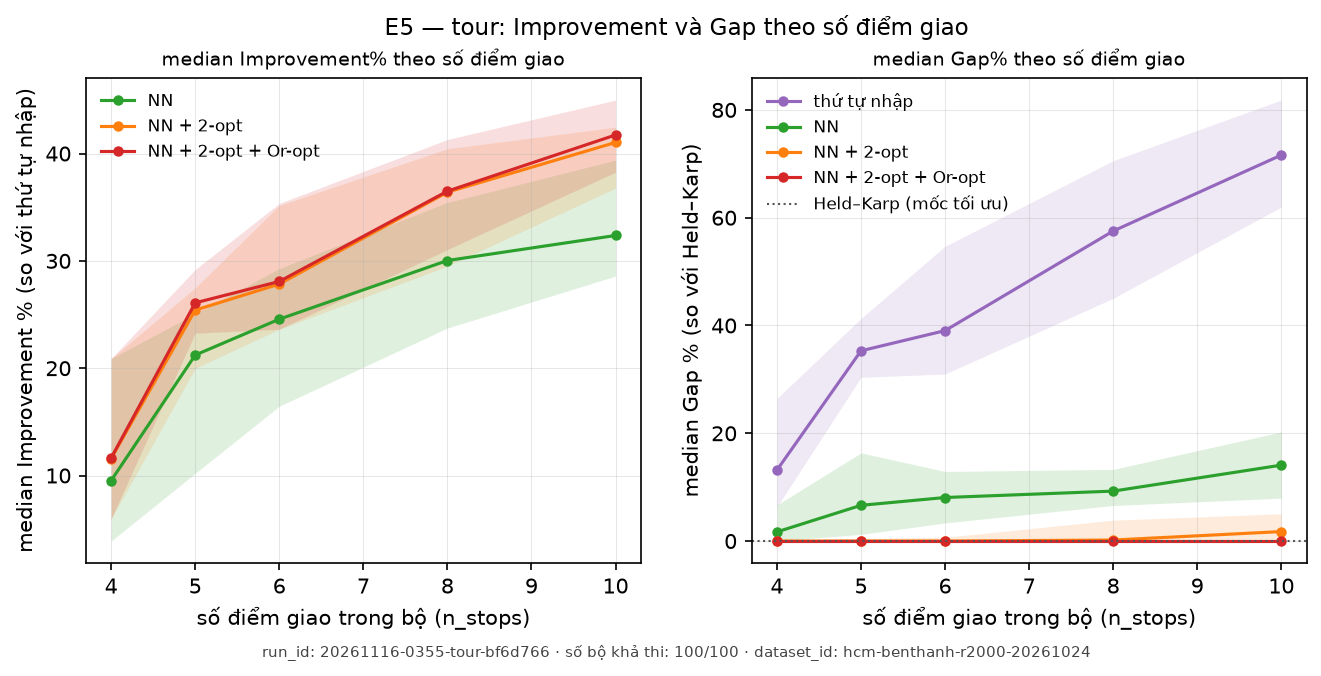 E5 — tour: Improvement và Gap theo số điểm giao
median Improvement% theo số điểm giao
median Improvement % (so với thứ tự nhập)
40
30
20
10
NN
NN + 2-opt
NN + 2-opt + Or-opt
4 5 6 7 8 9 10
số điểm giao trong bộ (n_stops)
median Gap% theo số điểm giao
median Gap % (so với Held–Karp)
80
60
40
20
0
thứ tự nhập
NN
NN + 2-opt
NN + 2-opt + Or-opt
Held–Karp (mốc tối ưu)
4 5 6 7 8 9 10
số điểm giao trong bộ (n_stops)
run_id: 20261116-0355-tour-bf6d766 · số bộ khả thi: 100/100 · dataset_id: hcm-benthanh-r2000-20261024